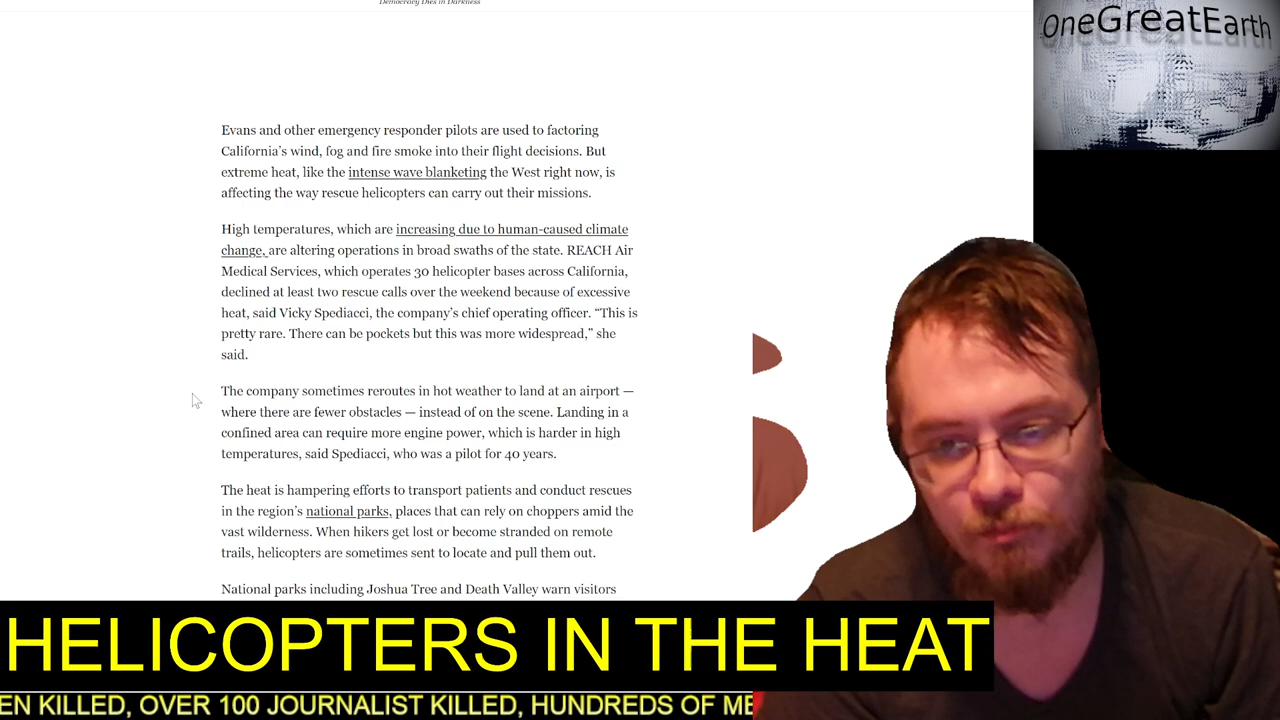 Democracy Dies in Darkness
OneGreatEarth
Evans and other emergency responder pilots are used to factoring
California’s wind, fog and fire smoke into their flight decisions. But
extreme heat, like the intense wave blanketing the West right now, is
affecting the way rescue helicopters can carry out their missions.
High temperatures, which are increasing due to human-caused climate
change, are altering operations in broad swaths of the state. REACH Air
Medical Services, which operates 30 helicopter bases across California,
declined at least two rescue calls over the weekend because of excessive
heat, said Vicky Spediacci, the company’s chief operating officer. “This is
pretty rare. There can be pockets but this was more widespread,” she
said.
The company sometimes reroutes in hot weather to land at an airport —
where there are fewer obstacles — instead of on the scene. Landing in a
confined area can require more engine power, which is harder in high
temperatures, said Spediacci, who was a pilot for 40 years.
The heat is hampering efforts to transport patients and conduct rescues
in the region’s national parks, places that can rely on choppers amid the
vast wilderness. When hikers get lost or become stranded on remote
trails, helicopters are sometimes sent to locate and pull them out.
National parks including Joshua Tree and Death Valley warn visitors
HELICOPTERS IN THE HEAT
EN KILLED, OVER 100 JOURNALIST KILLED, HUNDREDS OF ME